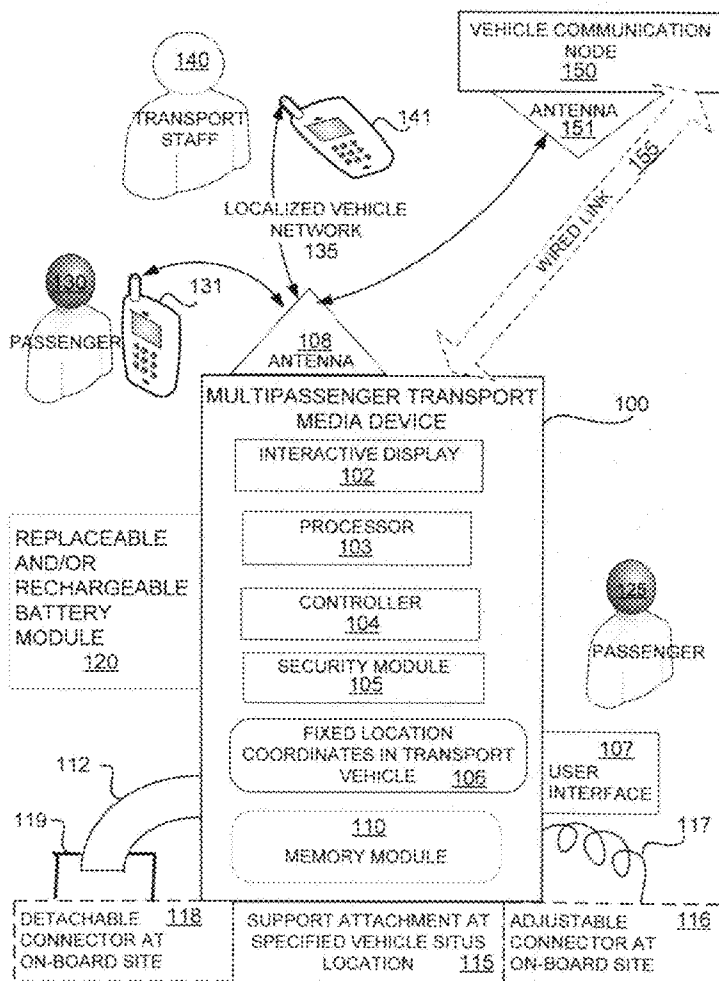 VEHICLE COMMUNICATION
NODE
150
ANTENNA
151
140
TRANSPORT
STAFF
141
LOCALIZED VEHICLE
NETWORK
135
WIRED LINK 155
130
PASSENGER
131
108
ANTENNA
MULTIPASSENGER TRANSPORT
MEDIA DEVICE
100
INTERACTIVE DISPLAY
102
PROCESSOR
103
CONTROLLER
104
SECURITY MODULE
105
FIXED LOCATION
COORDINATES IN TRANSPORT
VEHICLE 106
110
MEMORY MODULE
REPLACEABLE
AND/OR
RECHARGEABLE
BATTERY
MODULE
120
PASSENGER
107
USER
INTERFACE
112
119
117
DETACHABLE 118
CONNECTOR AT
ON-BOARD SITE
SUPPORT ATTACHMENT AT
SPECIFIED VEHICLE SITUS
LOCATION 115
ADJUSTABLE 116
CONNECTOR AT
ON-BOARD SITE